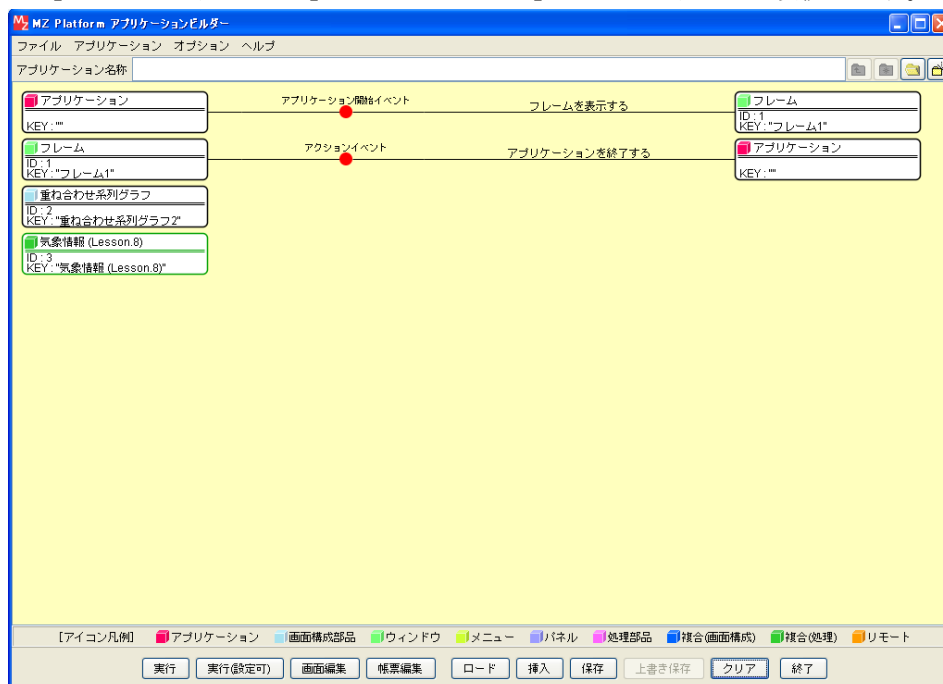 MZ Platform アプリケーションビルダー
ファイル アプリケーション オプション ヘルプ
アプリケーション名称
アプリケーション アプリケーション開始イベント フレームを表示する フレーム
KEY:"" ID:1
KEY:"フレーム1"
フレーム アクションイベント アプリケーションを終了する アプリケーション
ID:1
KEY:"フレーム1" KEY:""
重ね合わせ系列グラフ
ID:2
KEY:"重ね合わせ系列グラフ2"
気象情報 (Lesson.8)
ID:3
KEY:"気象情報 (Lesson.8)"
[アイコン凡例] アプリケーション 画面構成部品 ウィンドウ メニュー パネル 処理部品 複合(画面構成) 複合(処理) リモート
実行 実行(設定可) 画面編集 帳票編集 ロード 挿入 保存 上書き保存 クリア 終了